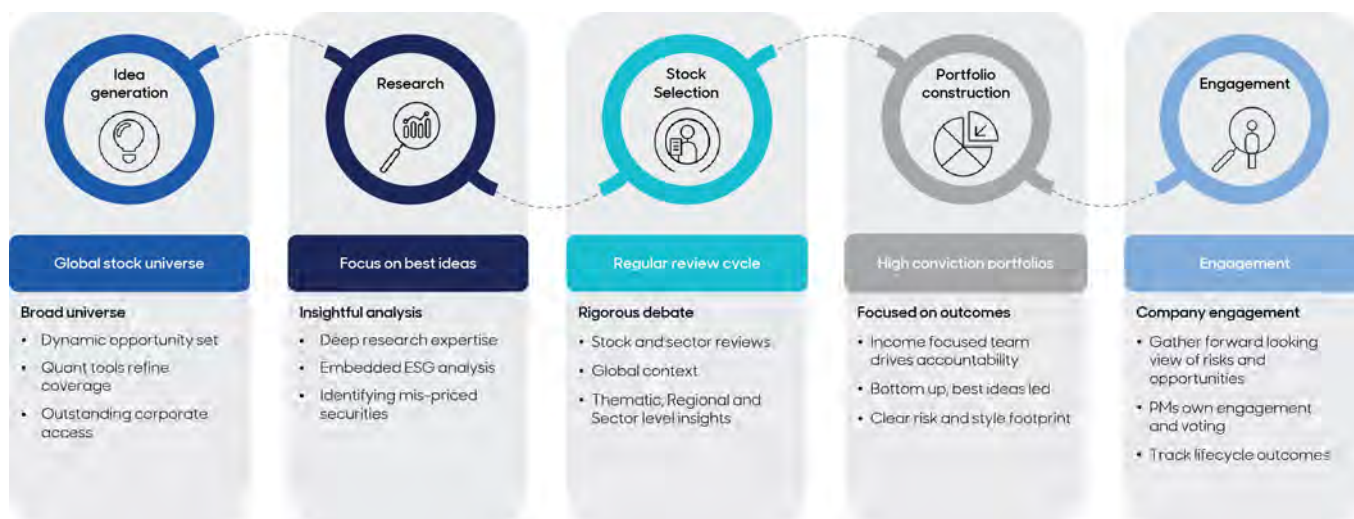 Idea
generation
Global stock universe
Broad universe
• Dynamic opportunity set
• Quant tools refine
coverage
• Outstanding corporate
access
Research
Focus on best ideas
Insightful analysis
• Deep research expertise
• Embedded ESG analysis
• Identifying mis-priced
securities
Stock
Selection
Regular review cycle
Rigorous debate
• Stock and sector reviews
• Global context
• Thematic, Regional and
Sector level insights
Portfolio
construction
High conviction portfolios
Focused on outcomes
• Income focused team
drives accountability
• Bottom up, best ideas led
• Clear risk and style footprint
Engagement
Engagement
Company engagement
• Gather forward looking
view of risks and
opportunities
• PMs own engagement
and voting
• Track lifecycle outcomes